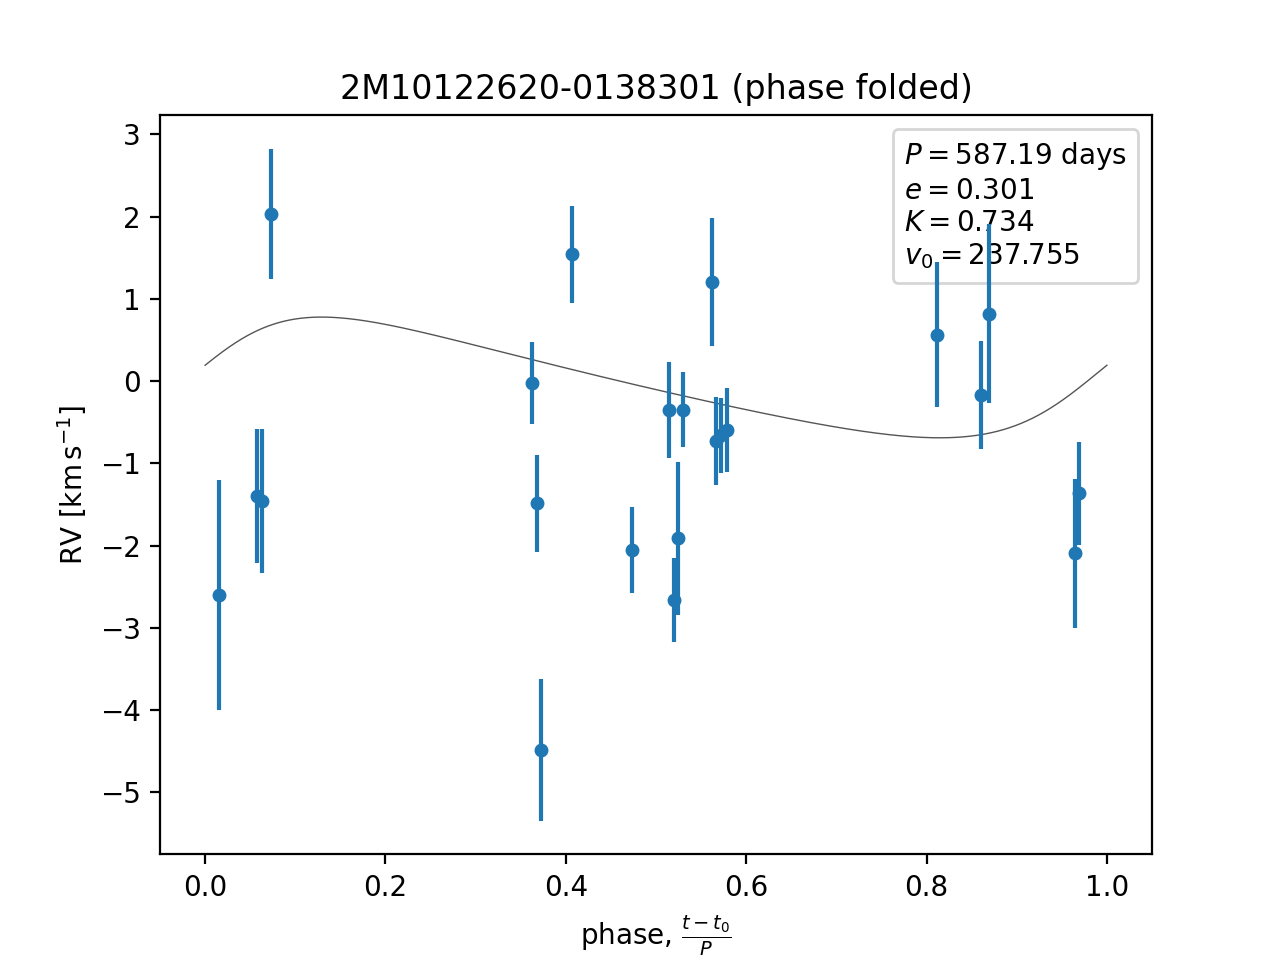 2M10122620-0138301 (phase folded)
P = 587.19 days
e = 0.301
K = 0.734
v₀ = 237.755
RV [km s⁻¹]
3
2
1
0
−1
−2
−3
−4
−5
0.0 0.2 0.4 0.6 0.8 1.0
phase, (t − t₀)/P